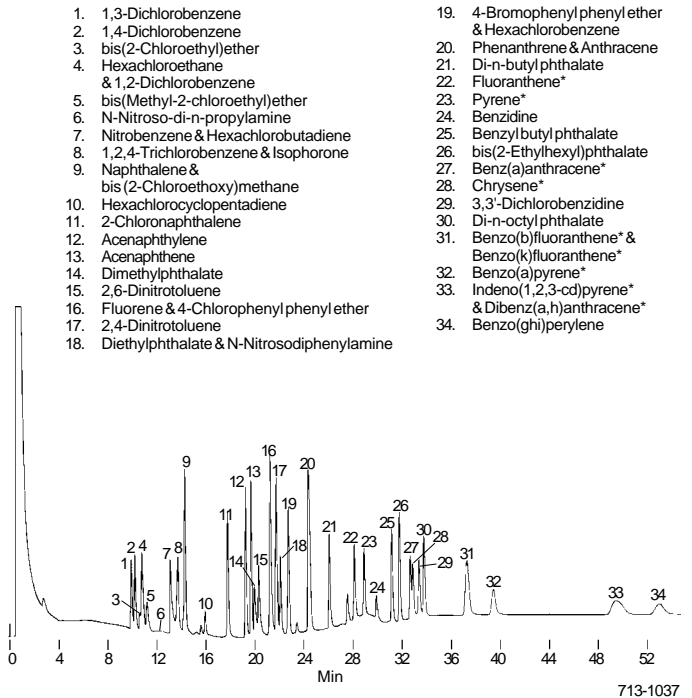 1. 1,3-Dichlorobenzene
2. 1,4-Dichlorobenzene
3. bis(2-Chloroethyl)ether
4. Hexachloroethane
& 1,2-Dichlorobenzene
5. bis(Methyl-2-chloroethyl)ether
6. N-Nitroso-di-n-propylamine
7. Nitrobenzene & Hexachlorobutadiene
8. 1,2,4-Trichlorobenzene & Isophorone
9. Naphthalene &
bis (2-Chloroethoxy)methane
10. Hexachlorocyclopentadiene
11. 2-Chloronaphthalene
12. Acenaphthylene
13. Acenaphthene
14. Dimethylphthalate
15. 2,6-Dinitrotoluene
16. Fluorene & 4-Chlorophenyl phenyl ether
17. 2,4-Dinitrotoluene
18. Diethylphthalate & N-Nitrosodiphenylamine
19. 4-Bromophenyl phenyl ether
& Hexachlorobenzene
20. Phenanthrene & Anthracene
21. Di-n-butyl phthalate
22. Fluoranthene*
23. Pyrene*
24. Benzidine
25. Benzyl butyl phthalate
26. bis(2-Ethylhexyl)phthalate
27. Benz(a)anthracene*
28. Chrysene*
29. 3,3'-Dichlorobenzidine
30. Di-n-octyl phthalate
31. Benzo(b)fluoranthene* &
Benzo(k)fluoranthene*
32. Benzo(a)pyrene*
33. Indeno(1,2,3-cd)pyrene*
& Dibenz(a,h)anthracene*
34. Benzo(ghi)perylene
1
2
3
4
5
6
7
8
9
10
11
12
13
14
15
16
17
18
19
20
21
22
23
24
25
26
27
28
29
30
31
32
33
34
0 4 8 12 16 20 24 28 32 36 40 44 48 52
Min
713-1037